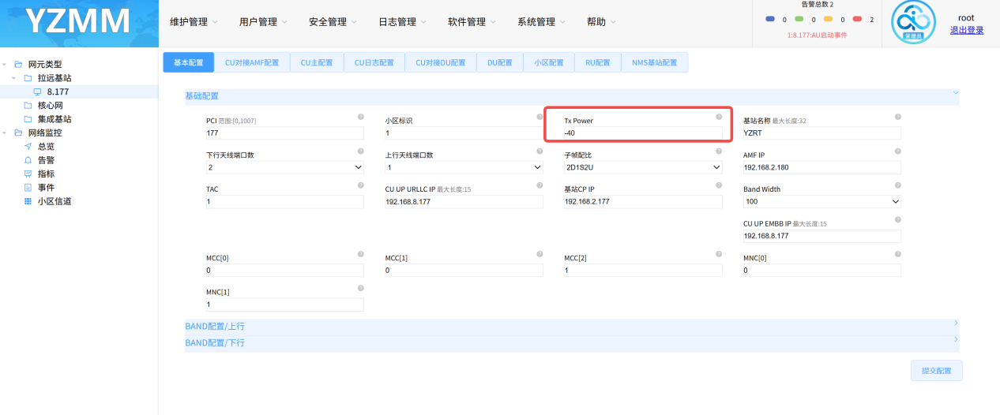 YZMM
维护管理 用户管理 安全管理 日志管理 软件管理 系统管理 帮助
告警总数 2
0 0 0 2
1:8.177:AU启动事件
管理员
root
退出登录
网元类型
拉远基站
8.177
核心网
集成基站
网络监控
总览
告警
指标
事件
小区信道
基本配置 CU对接AMF配置 CU主配置 CU日志配置 CU对接DU配置 DU配置 小区配置 RU配置 NMS基站配置
基础配置
PCI 范围:[0,1007] 小区标识 Tx Power 基站名称 最大长度:32
177 1 -40 YZRT
下行天线端口数 上行天线端口数 子帧配比 AMF IP
2 1 2D1S2U 192.168.2.180
TAC CU UP URLLC IP 最大长度:15 基站CP IP Band Width
1 192.168.8.177 192.168.2.177 100
CU UP EMBB IP 最大长度:15
192.168.8.177
MCC[0] MCC[1] MCC[2] MNC[0]
0 0 1 0
MNC[1]
1
BAND配置/上行
BAND配置/下行
提交配置